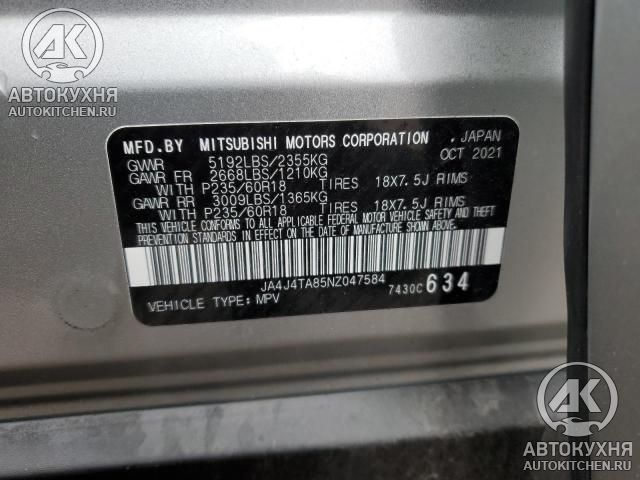 AK
АВТОКУХНЯ
AUTOKITCHEN.RU
MFD.BY MITSUBISHI MOTORS CORPORATION , JAPAN
GVWR 5192LBS/2355KG OCT 2021
GAWR FR 2668LBS/1210KG
WITH P235/60R18 TIRES 18X7.5J RIMS
GAWR RR 3009LBS/1365KG
WITH P235/60R18 TIRES 18X7.5J RIMS
THIS VEHICLE CONFORMS TO ALL APPLICABLE FEDERAL MOTOR VEHICLE SAFETY AND THEFT
PREVENTION STANDARDS IN EFFECT ON THE DATE OF MANUFACTURE SHOWN ABOVE.
JA4J4TA85NZ047584
VEHICLE TYPE: MPV 7430C 634
AK
АВТОКУХНЯ
AUTOKITCHEN.RU